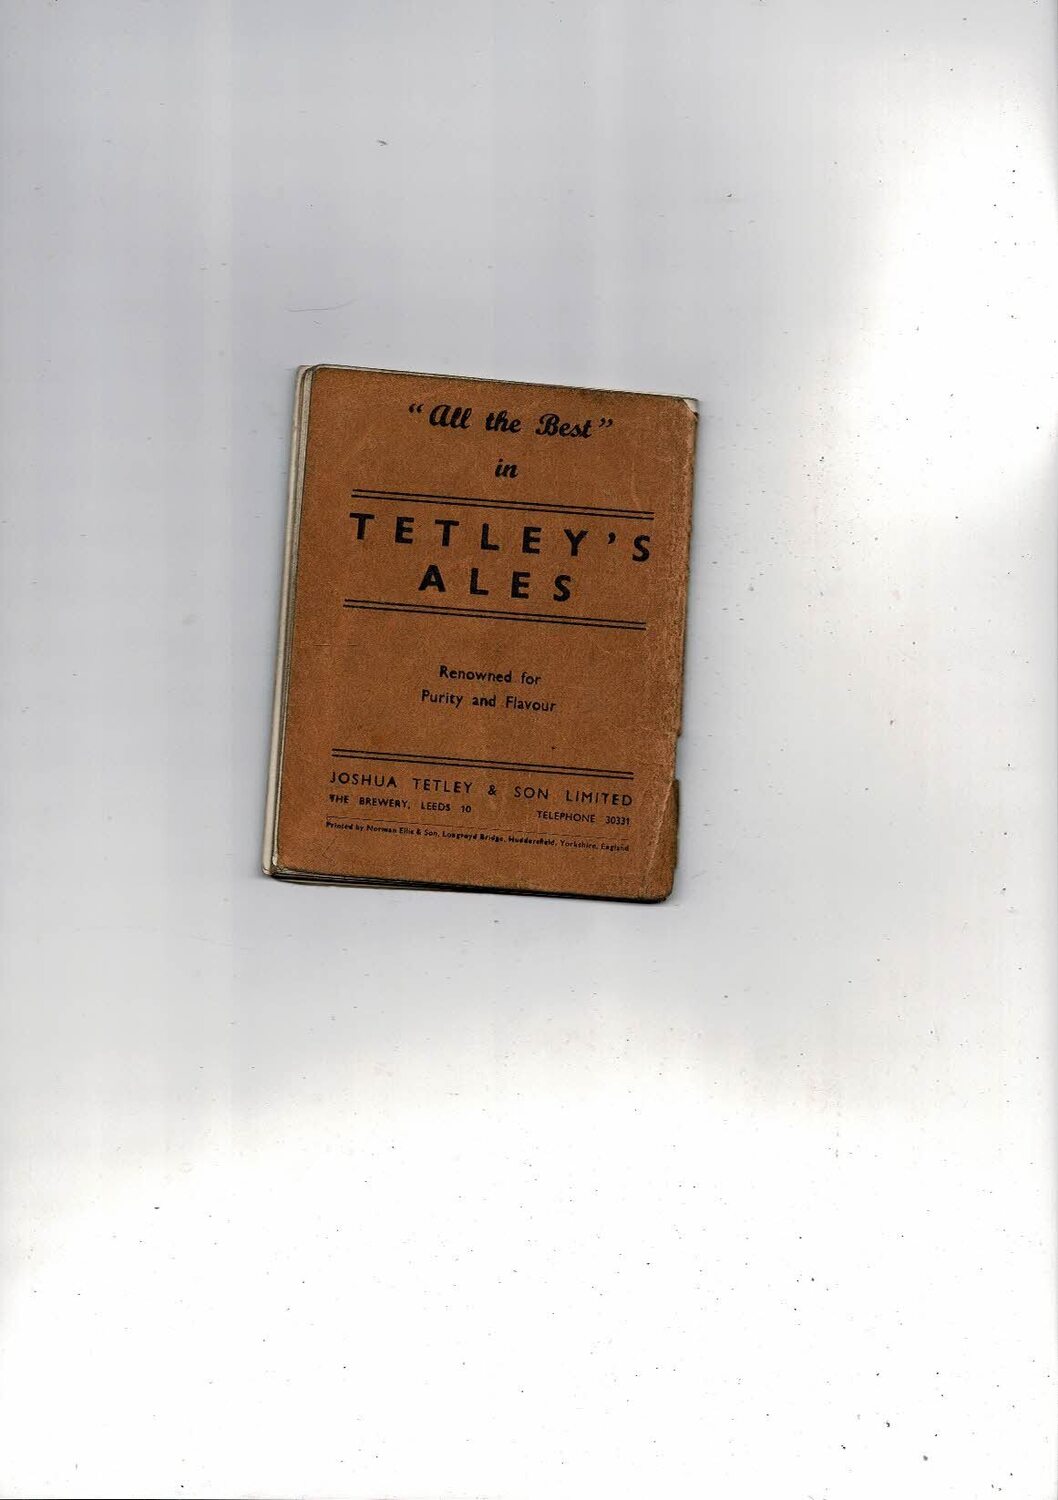 "All the Best"
in
TETLEY'S
ALES
Renowned for
Purity and Flavour
JOSHUA TETLEY & SON LIMITED
THE BREWERY, LEEDS 10 TELEPHONE 30331
Printed by Norman Ellis & Son, Longroyd Bridge, Huddersfield, Yorkshire, England